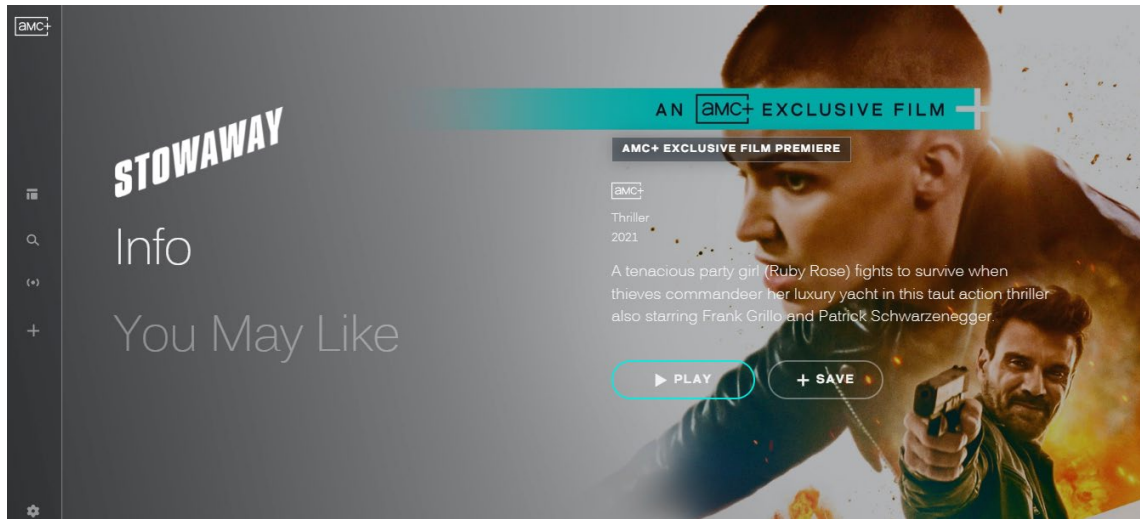 amc+
STOWAWAY
Info
You May Like
AN amc+ EXCLUSIVE FILM
AMC+ EXCLUSIVE FILM PREMIERE
amc+
Thriller
2021
A tenacious party girl (Ruby Rose) fights to survive when
thieves commandeer her luxury yacht in this taut action thriller
also starring Frank Grillo and Patrick Schwarzenegger.
PLAY
+ SAVE